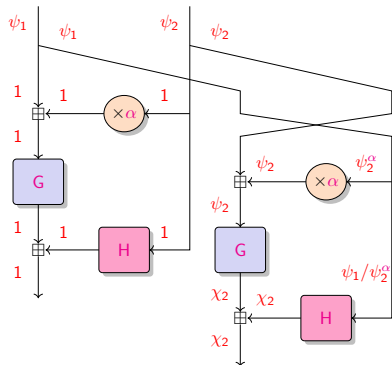 ψ₁ ψ₁ ψ₂ ψ₂
1 1 1
×α
1
G
ψ₂ ×α ψ₂^α
1 1 1
H
ψ₂
G
1
χ₂ χ₂ ψ₁/ψ₂^α
H
χ₂